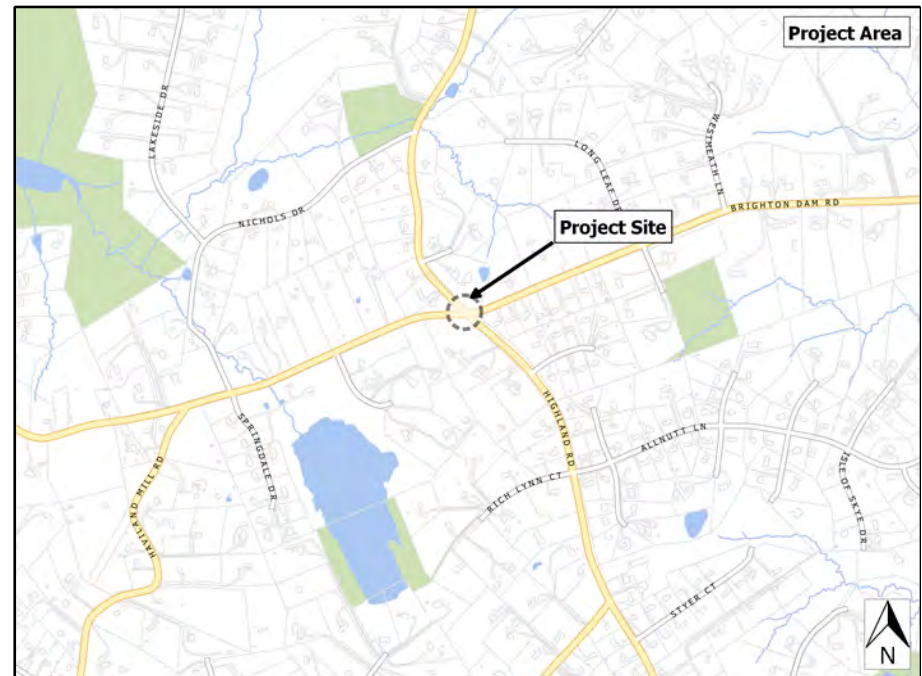 Project Area
LAKESIDE DR
WESTMEATH LN
LONG LEAF DR
NICHOLS DR
BRIGHTON DAM RD
Project Site
HIGHLAND RD
SPRINGDALE DR
ALLNUTT LN
HAVILAND MILL RD
RICH LYNN CT
ISLE OF SKYE DR
STYER CT
N